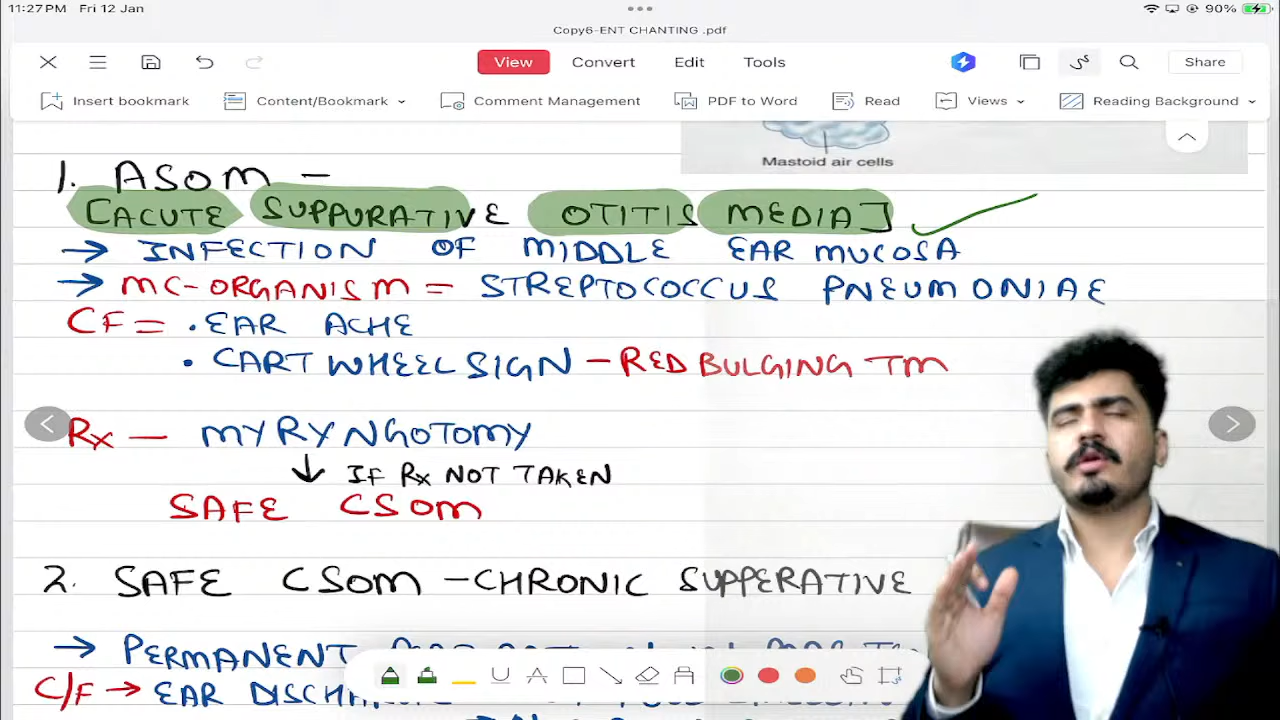 11:27PM Fri 12 Jan
90%
Copy6-ENT CHANTING .pdf
View Convert Edit Tools Share
Insert bookmark Content/Bookmark Comment Management PDF to Word Read Views Reading Background
Mastoid air cells
1. ASOM -
[ACUTE SUPPURATIVE OTITIS MEDIA]
→ INFECTION OF MIDDLE EAR MUCOSA
→ MC-ORGANISM = STREPTOCOCCUS PNEUMONIAE
CF = • EAR ACHE
• CART WHEEL SIGN - RED BULGING TM
Rx - MYRYNGOTOMY
↓ IF Rx NOT TAKEN
SAFE CSOM
2. SAFE CSOM - CHRONIC SUPPERATIVE
→ PERMANENT
C/F → EAR